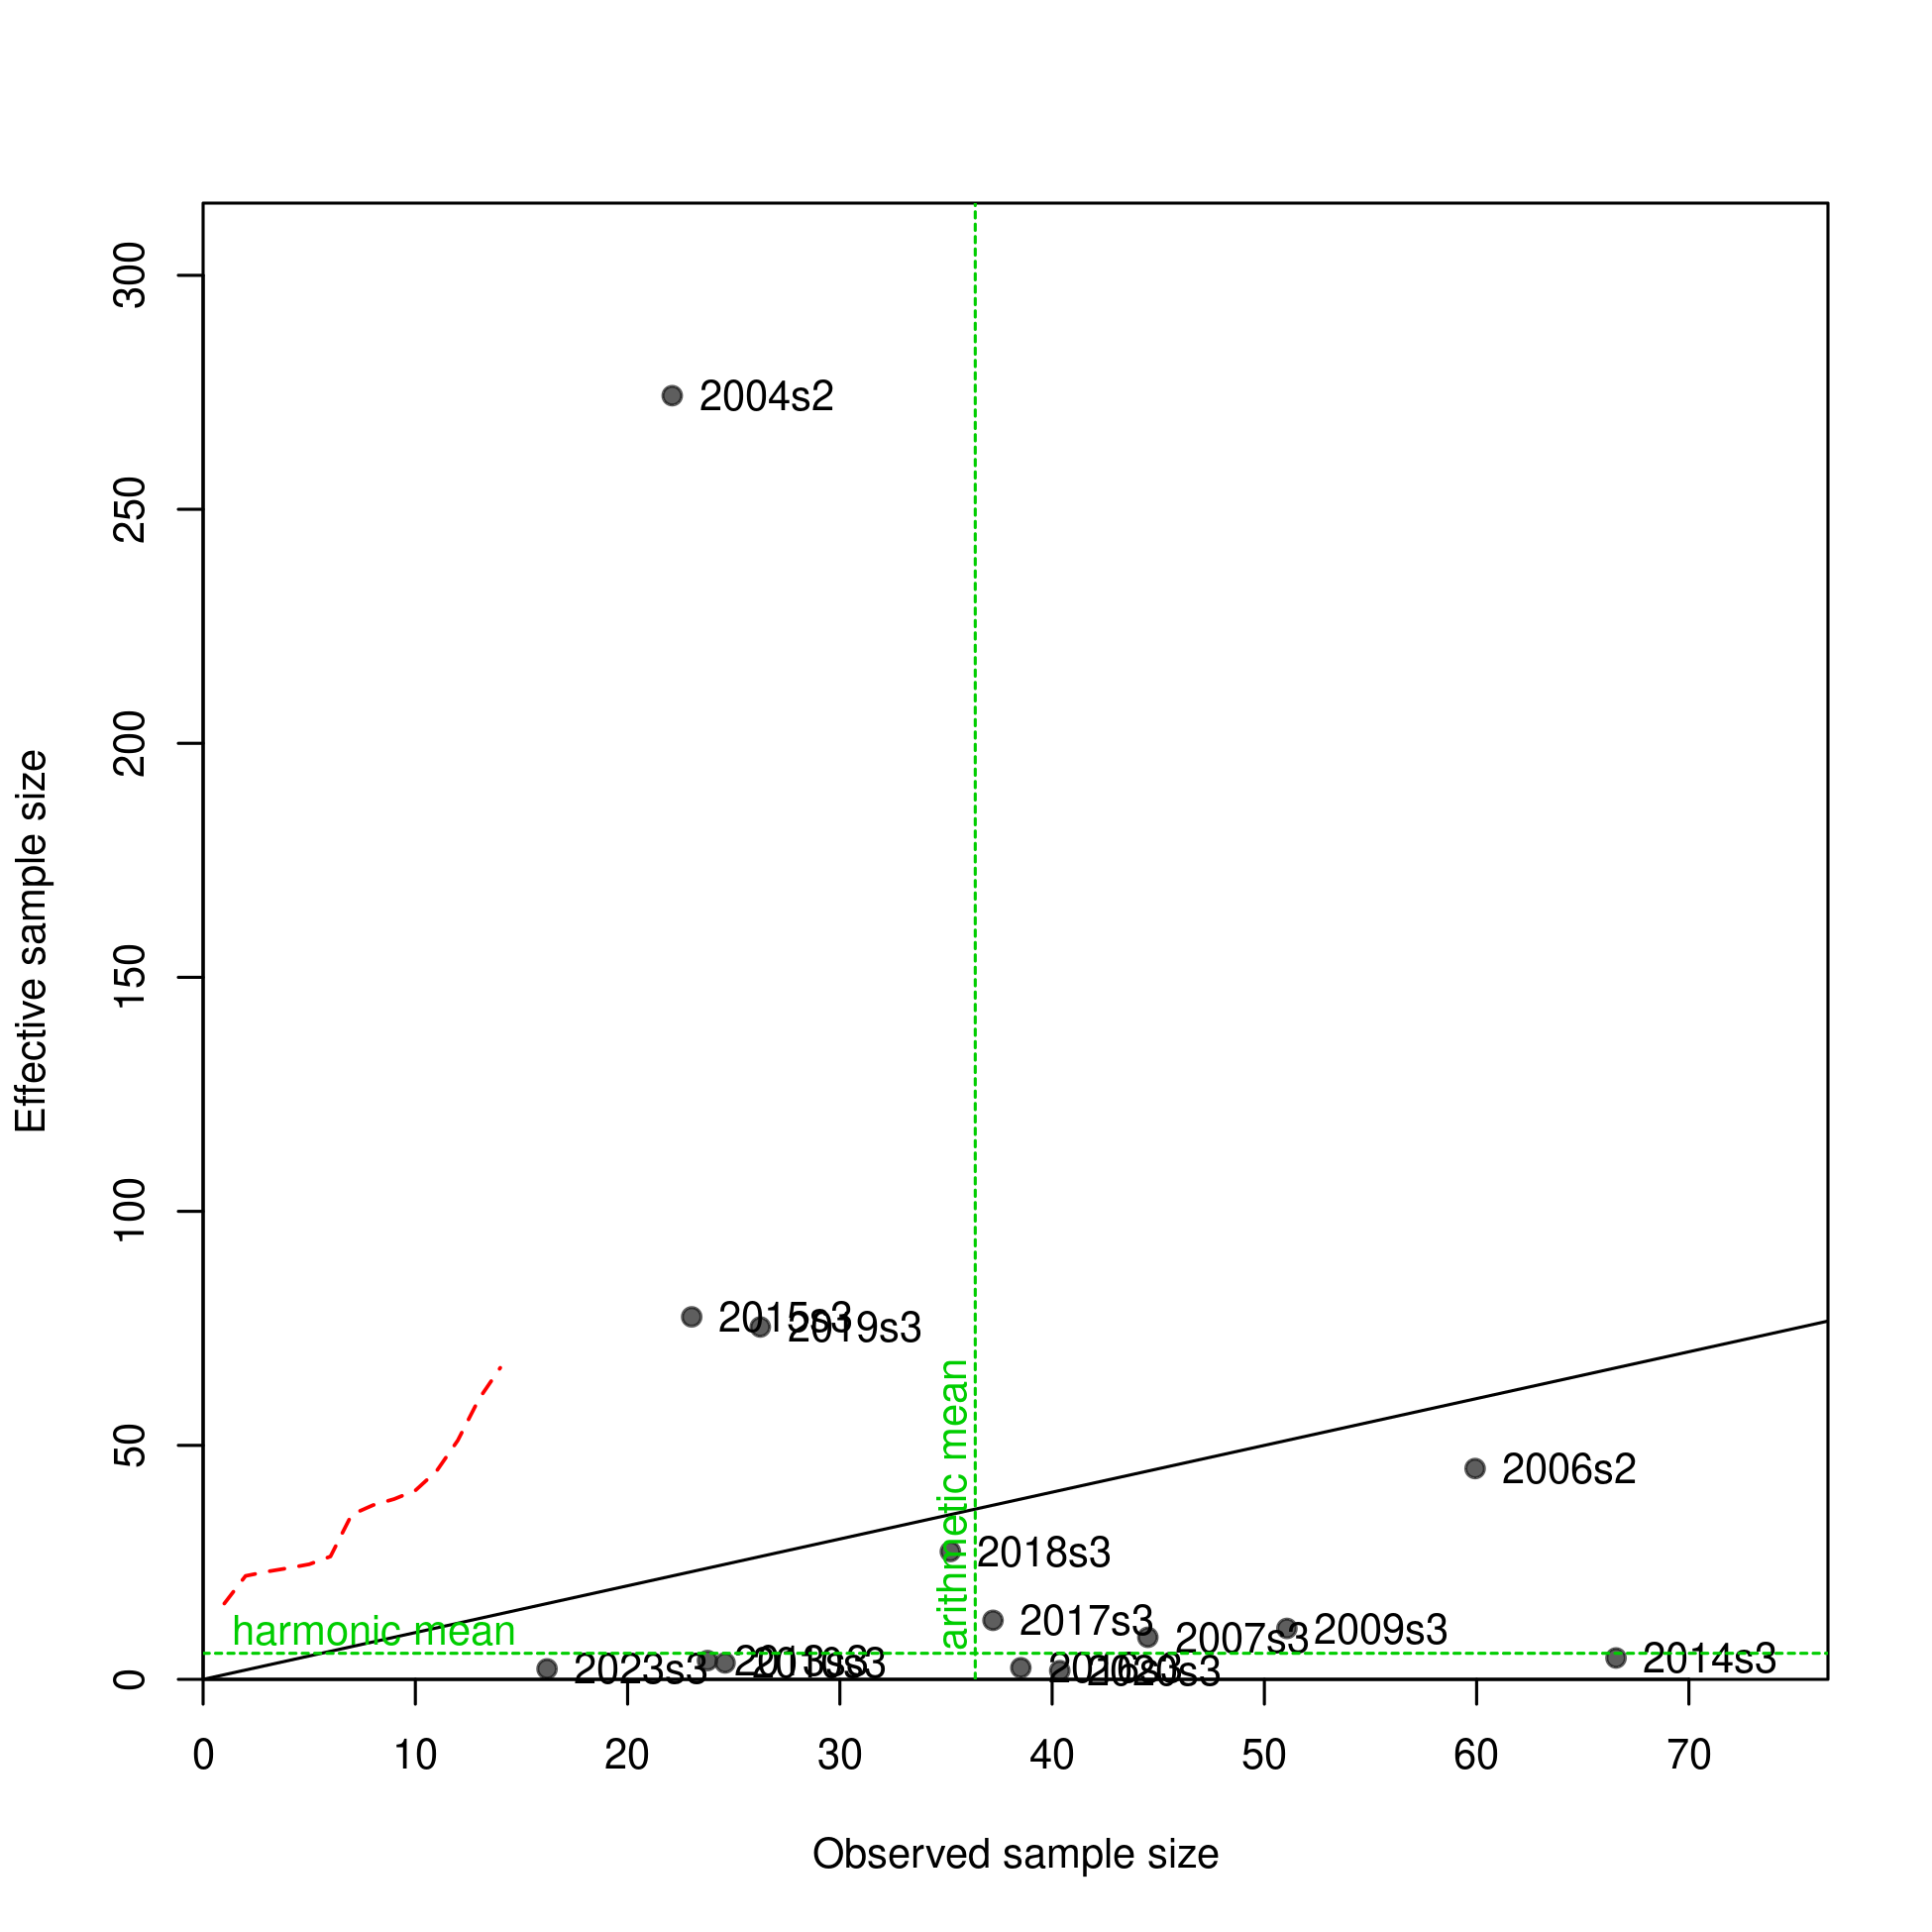 300
250
200
150
100
50
0
Effective sample size
2004s2
2015s3
2019s3
arithmetic mean
2006s2
2018s3
2017s3
2007s3
2009s3
harmonic mean
2023s3
2014s3
0 10 20 30 40 50 60 70
Observed sample size